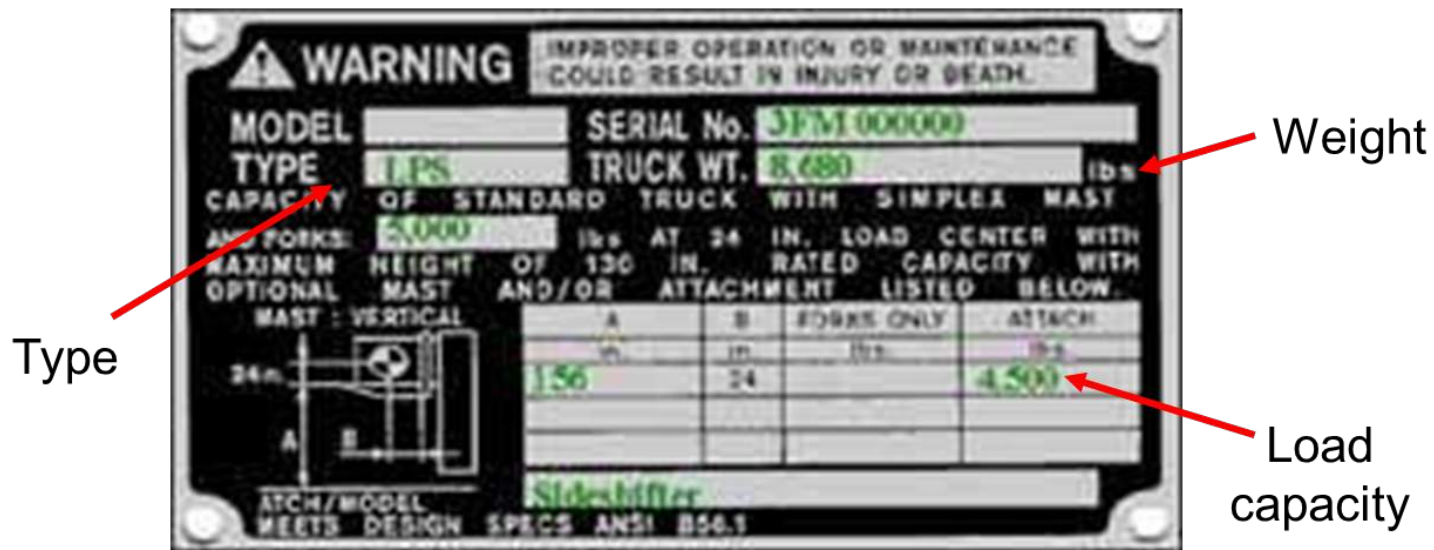 WARNING
IMPROPER OPERATION OR MAINTENANCE
COULD RESULT IN INJURY OR DEATH.
MODEL SERIAL No. 3FM 000000
TYPE LPS TRUCK WT. 8,680 lbs
Weight
CAPACITY OF STANDARD TRUCK WITH SIMPLEX MAST
AND FORKS: 5,000 lbs AT 24 IN. LOAD CENTER WITH
MAXIMUM HEIGHT OF 130 IN. RATED CAPACITY WITH
OPTIONAL MAST AND/OR ATTACHMENT LISTED BELOW.
MAST : VERTICAL
A B FORKS ONLY ATTACH
in. in. lbs. lbs.
Type
24 in.
156 24 4,500
A B
Load
capacity
Sideshifter
ATCH/MODEL
MEETS DESIGN SPECS ANSI B56.1